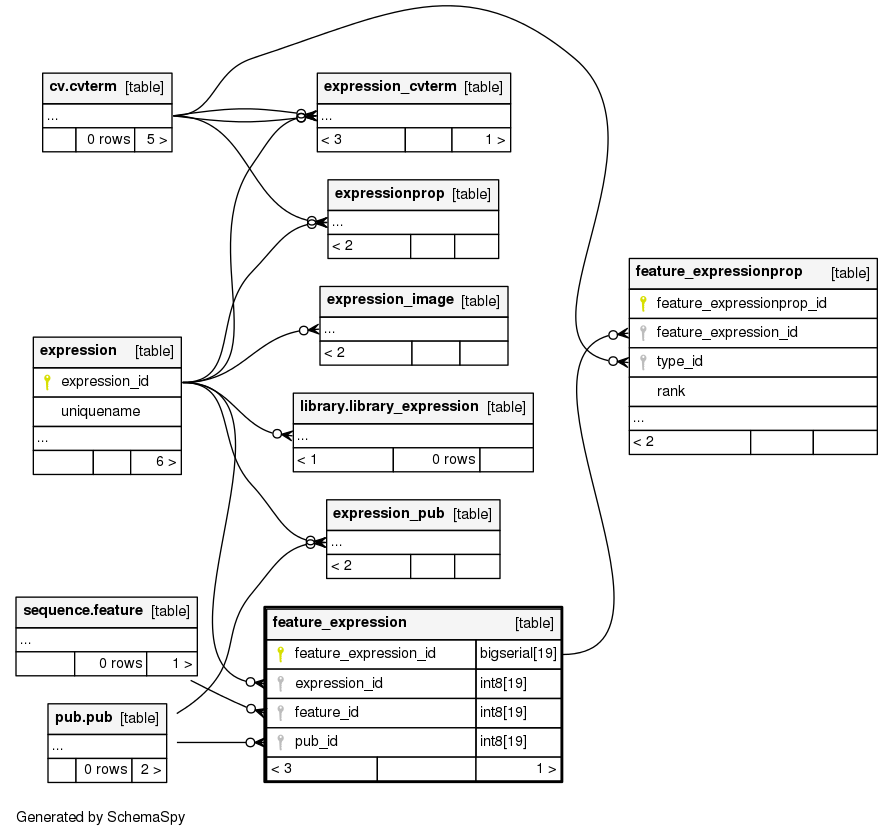 cv.cvterm [table]
...
0 rows 5 >
expression_cvterm [table]
...
< 3 1 >
expressionprop [table]
...
< 2
feature_expressionprop [table]
feature_expressionprop_id
feature_expression_id
type_id
rank
...
< 2
expression_image [table]
...
< 2
expression [table]
expression_id
uniquename
...
6 >
library.library_expression [table]
...
< 1 0 rows
expression_pub [table]
...
< 2
sequence.feature [table]
...
0 rows 1 >
feature_expression [table]
feature_expression_id bigserial[19]
expression_id int8[19]
feature_id int8[19]
pub_id int8[19]
< 3 1 >
pub.pub [table]
...
0 rows 2 >
Generated by SchemaSpy